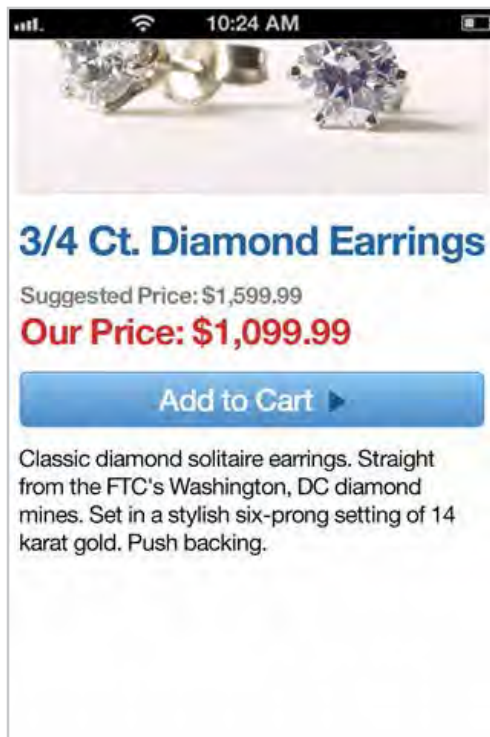 10:24 AM
3/4 Ct. Diamond Earrings
Suggested Price: $1,599.99
Our Price: $1,099.99
Add to Cart
Classic diamond solitaire earrings. Straight
from the FTC's Washington, DC diamond
mines. Set in a stylish six-prong setting of 14
karat gold. Push backing.